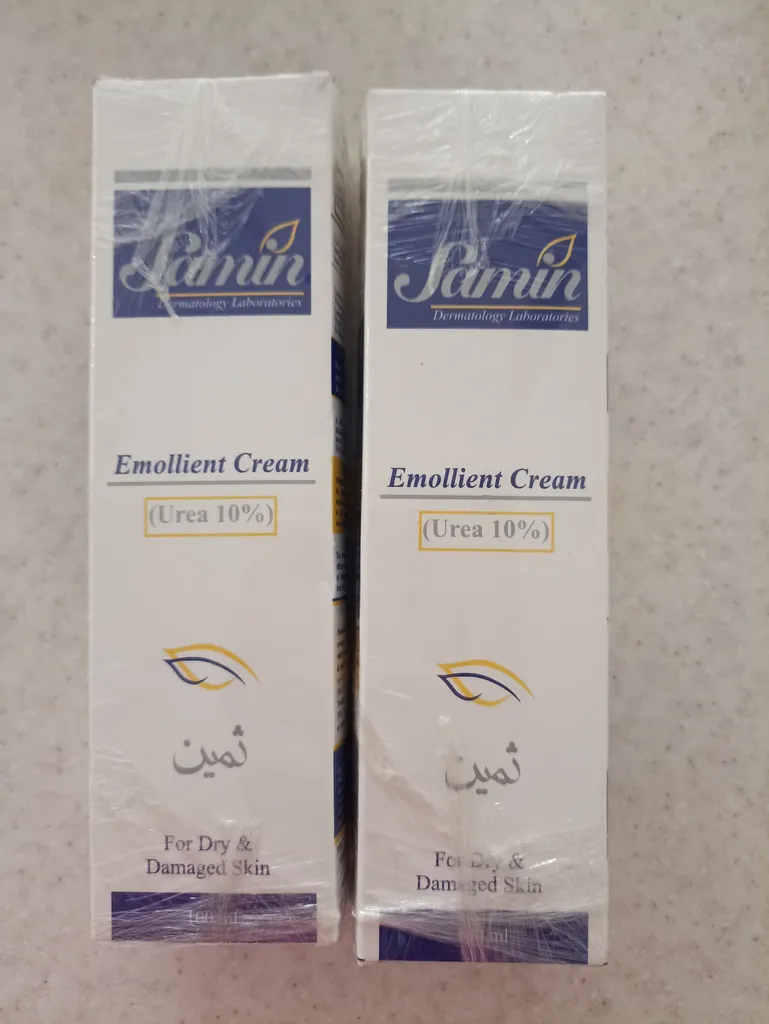 Samin
Dermatology Laboratories
Emollient Cream
(Urea 10%)
ثمین
For Dry &
Damaged Skin
100 ml
Samin
Dermatology Laboratories
Emollient Cream
(Urea 10%)
ثمین
For Dry &
Damaged Skin
ml